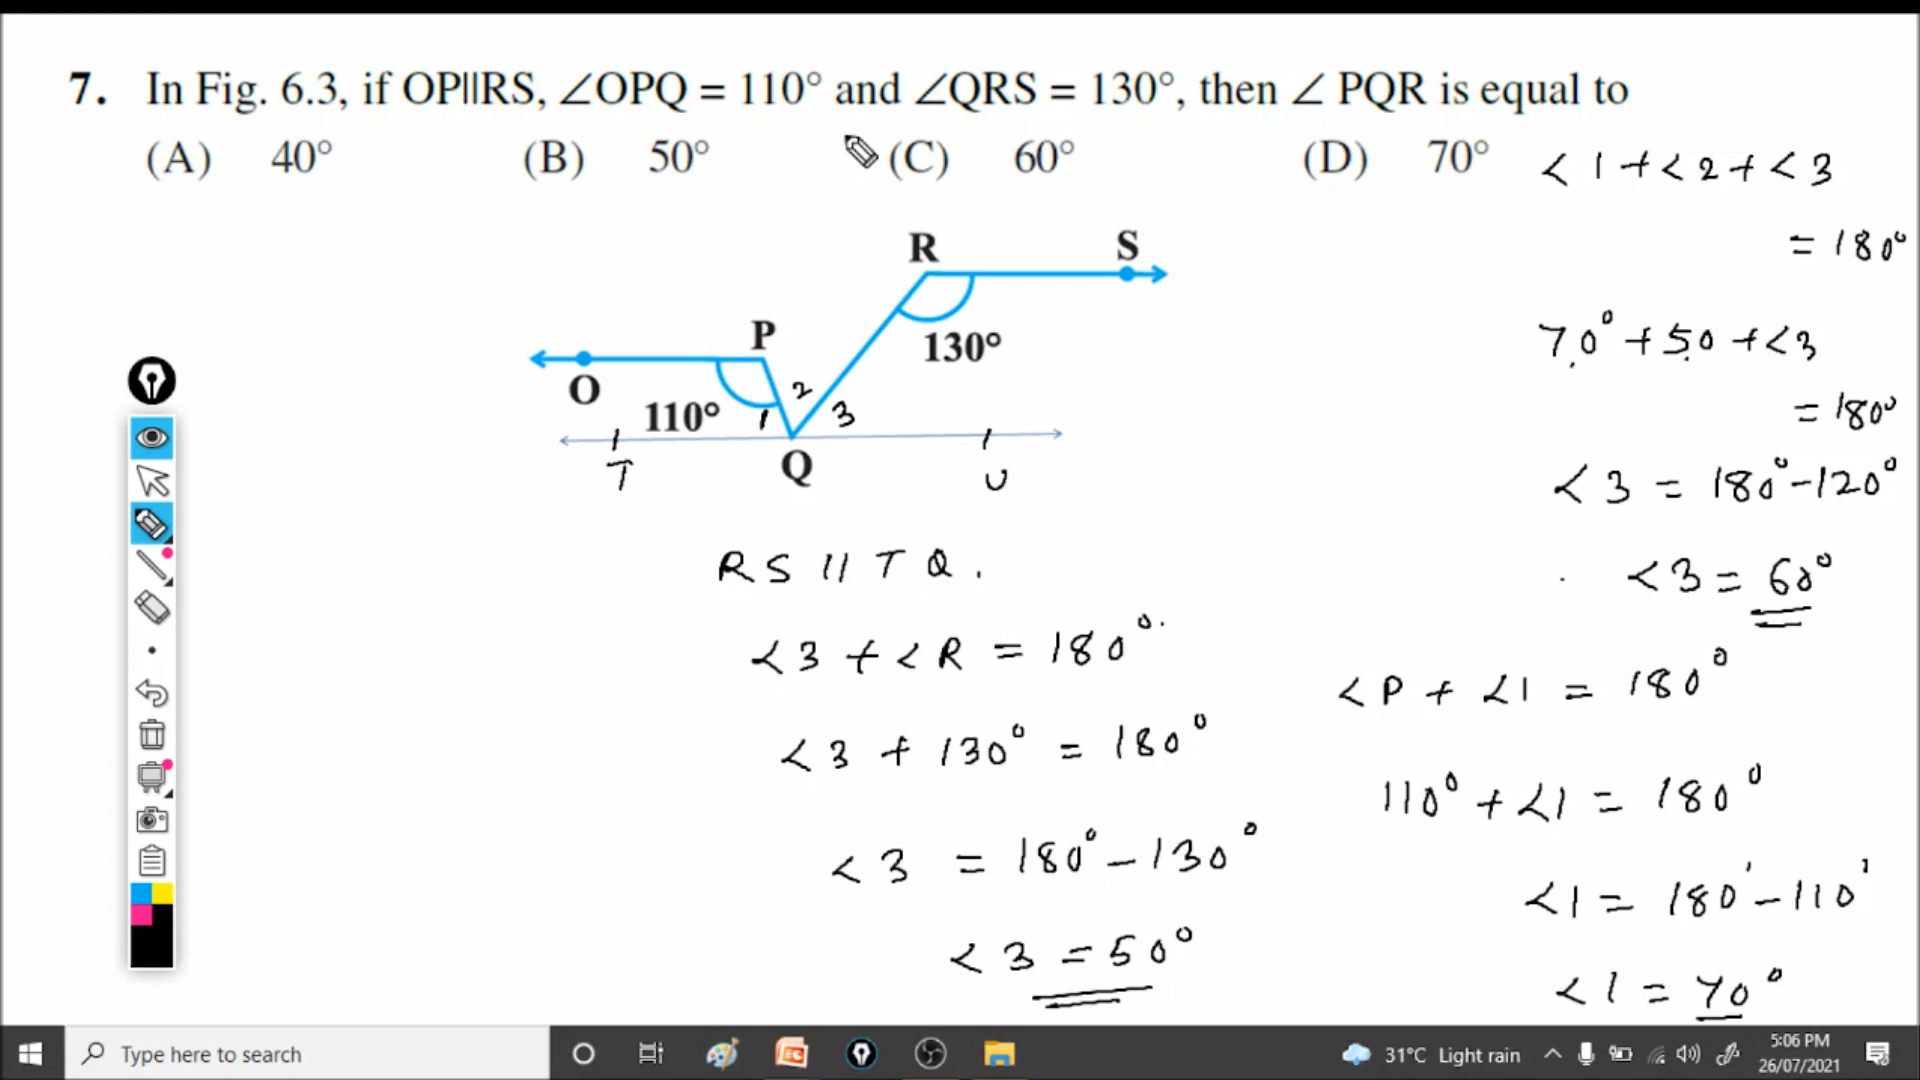 7. In Fig. 6.3, if OP||RS, ∠OPQ = 110° and ∠QRS = 130°, then ∠ PQR is equal to
(A) 40° (B) 50° (C) 60° (D) 70°
R S
P
130°
O
110°
1 2 3
T Q U
RS || TQ.
<3 + <R = 180°
<3 + 130° = 180°
<3 = 180° - 130°
<3 = 50°
<1 + <2 + <3
= 180°
70° + 50 + <3
= 180°
<3 = 180° - 120°
<3 = 60°
<P + <1 = 180°
110° + <1 = 180°
<1 = 180' - 110'
<1 = 70°
Type here to search
31°C Light rain
5:06 PM
26/07/2021